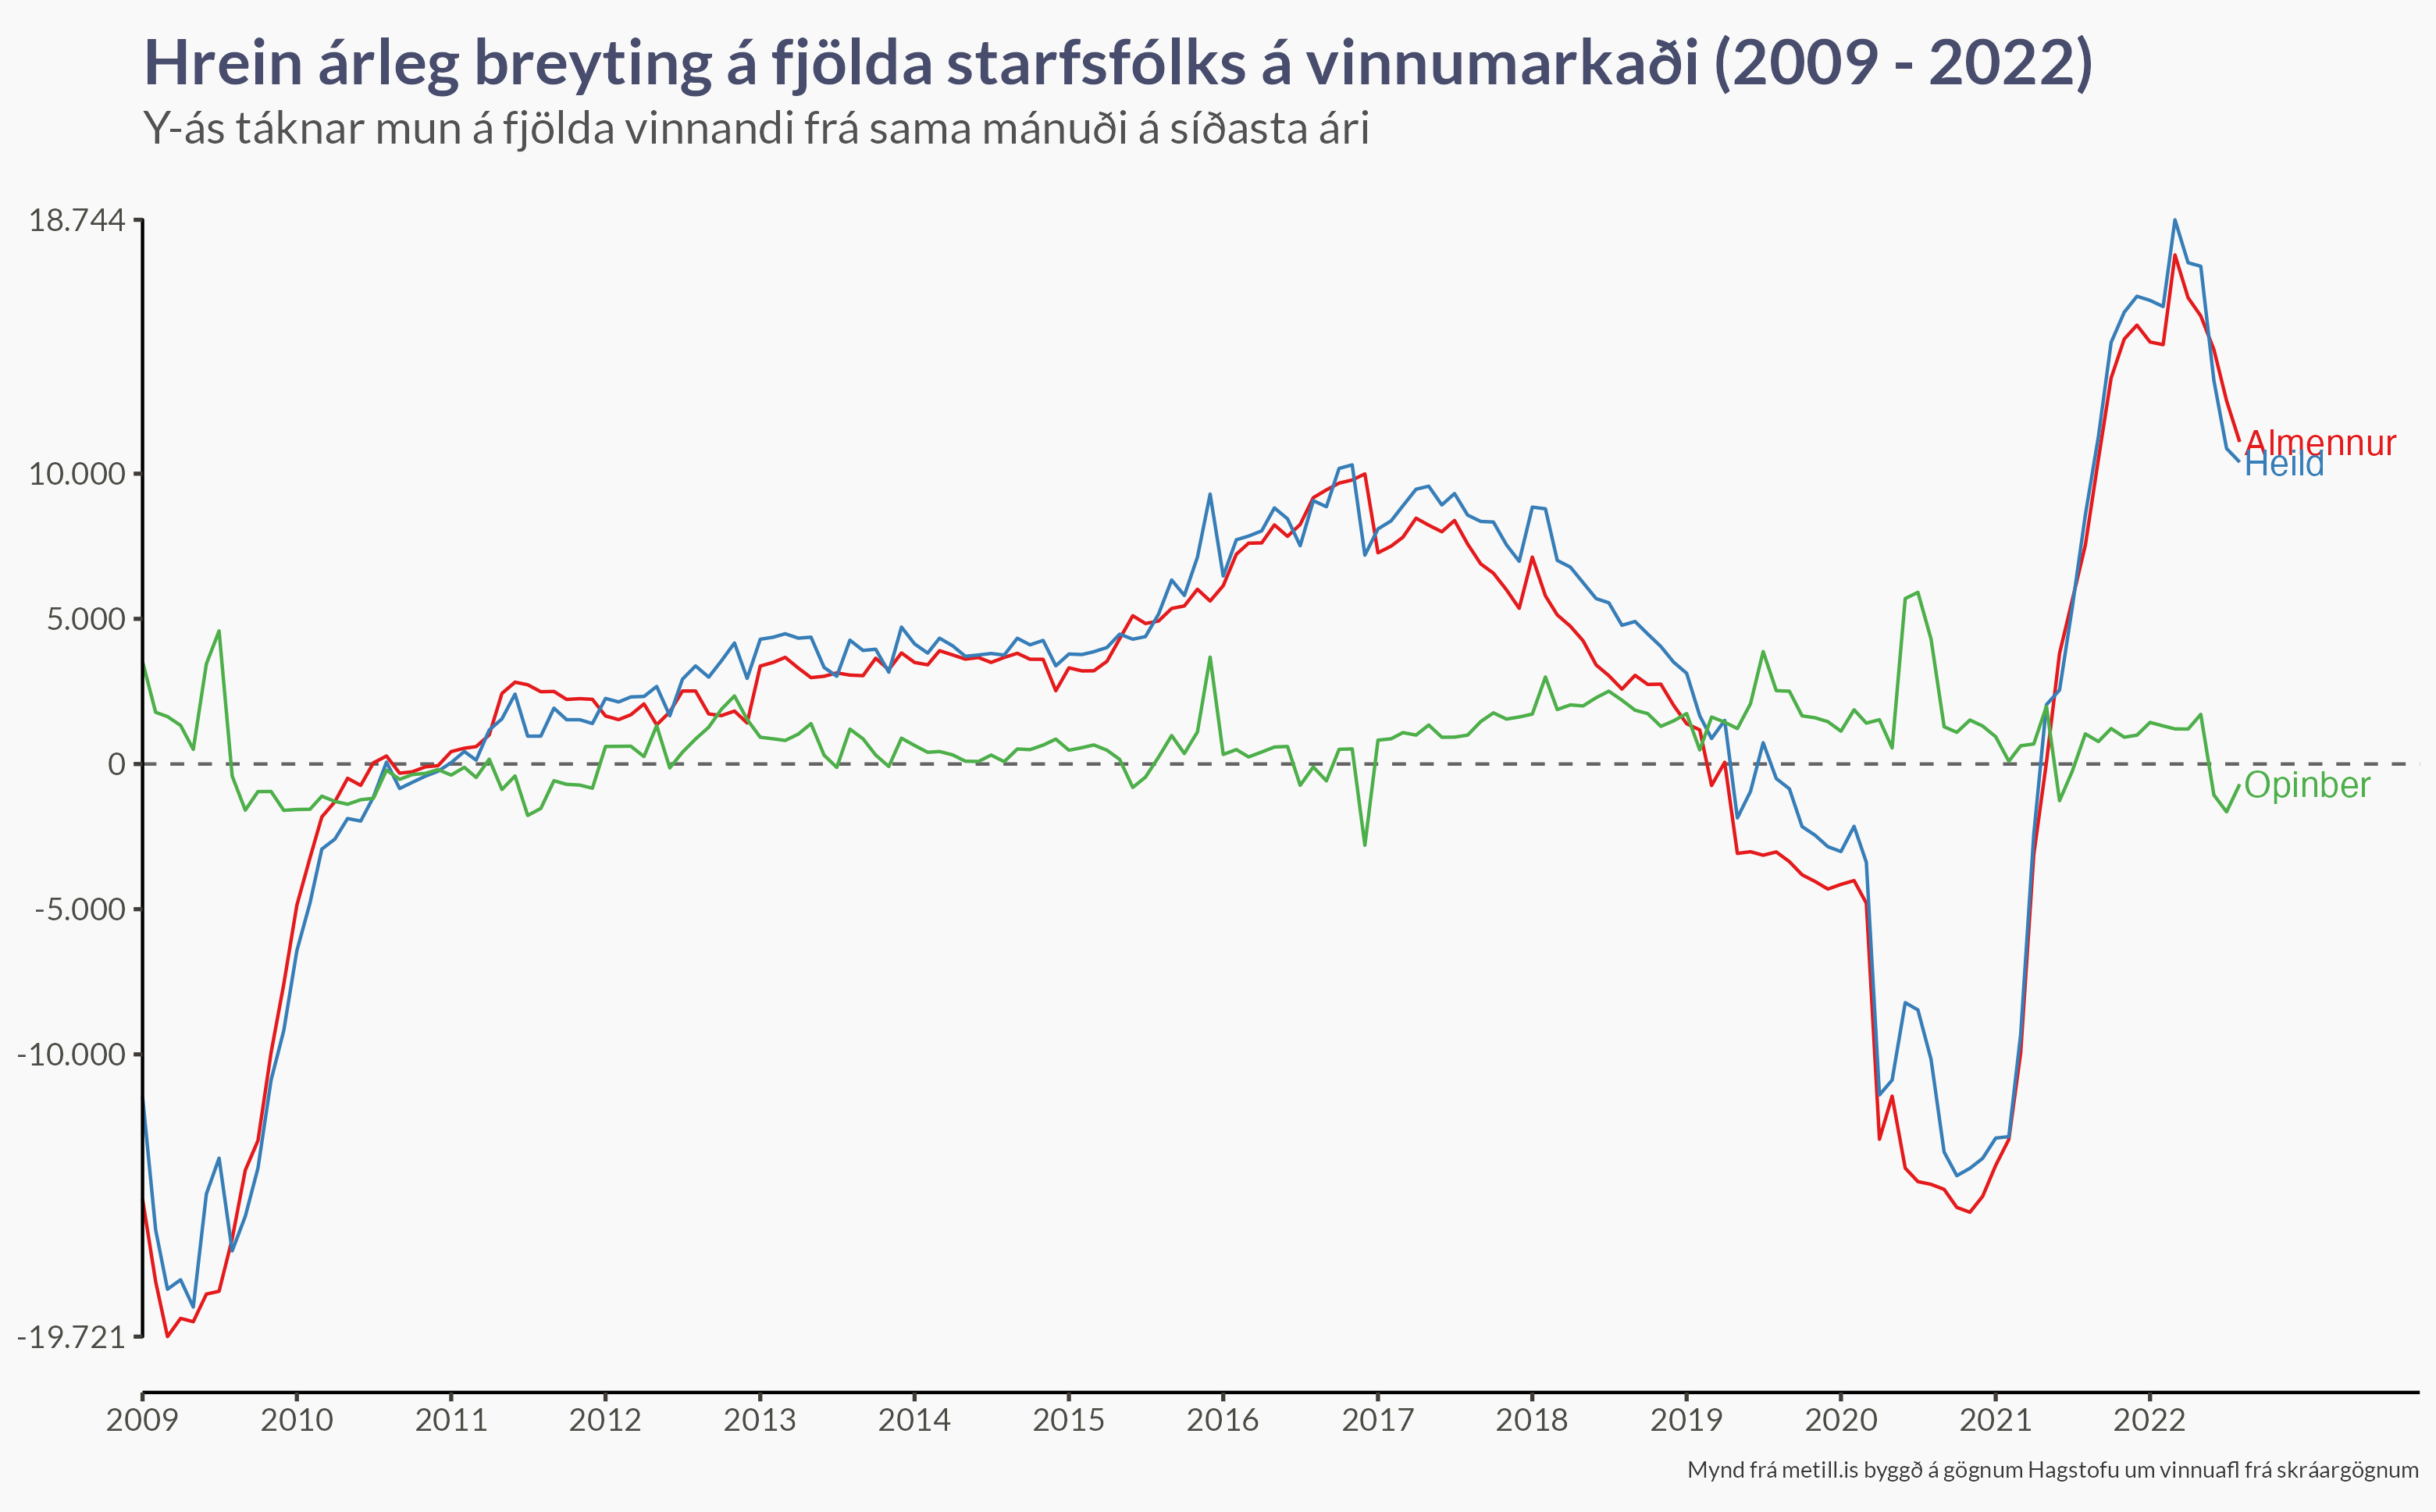 Hrein árleg breyting á fjölda starfsfólks á vinnumarkaði (2009 - 2022)
Y-ás táknar mun á fjölda vinnandi frá sama mánuði á síðasta ári
18.744
10.000
5.000
0
-5.000
-10.000
-19.721
Almennur
Heild
Opinber
2009 2010 2011 2012 2013 2014 2015 2016 2017 2018 2019 2020 2021 2022
Mynd frá metill.is byggð á gögnum Hagstofu um vinnuafl frá skráargögnum